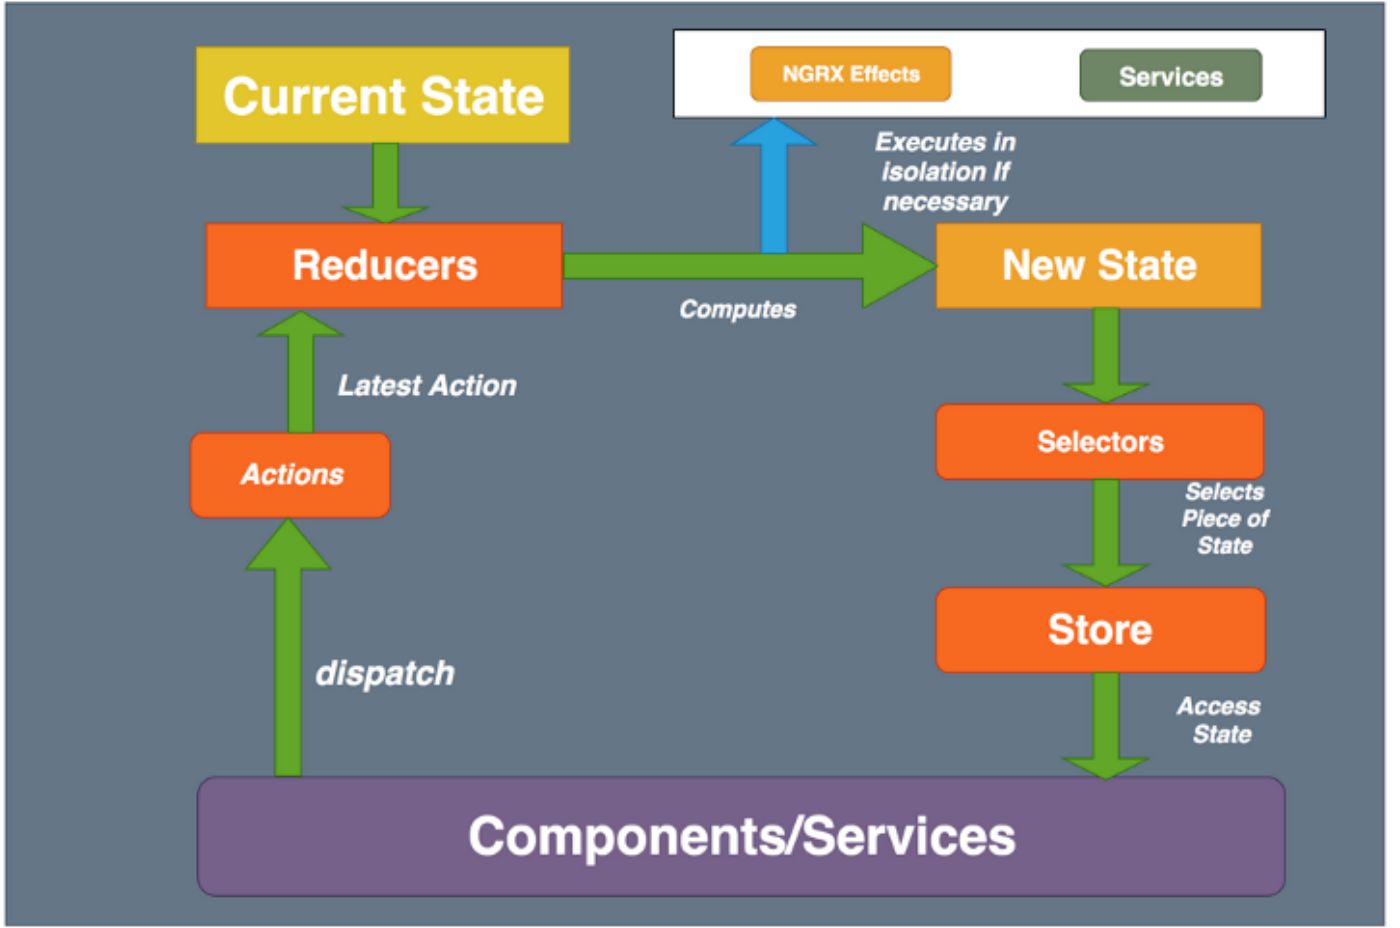 Current State
NGRX Effects
Services
Executes in
isolation If
necessary
Reducers
New State
Computes
Latest Action
Actions
Selectors
Selects
Piece of
State
Store
dispatch
Access
State
Components/Services